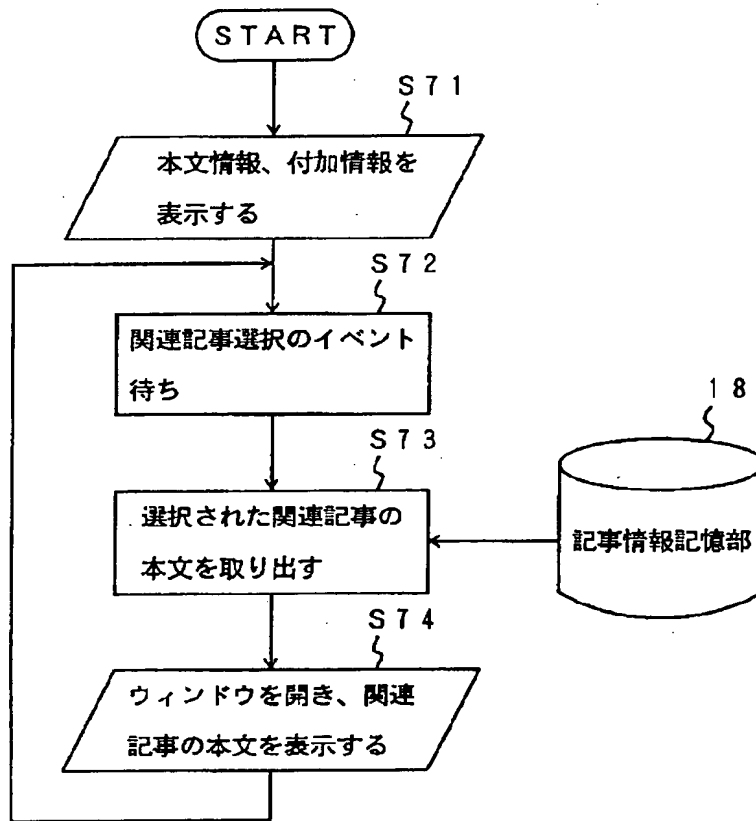 START
S71
本文情報、付加情報を
表示する
S72
関連記事選択のイベント
待ち
S73
18
選択された関連記事の
本文を取り出す
記事情報記憶部
S74
ウィンドウを開き、関連
記事の本文を表示する